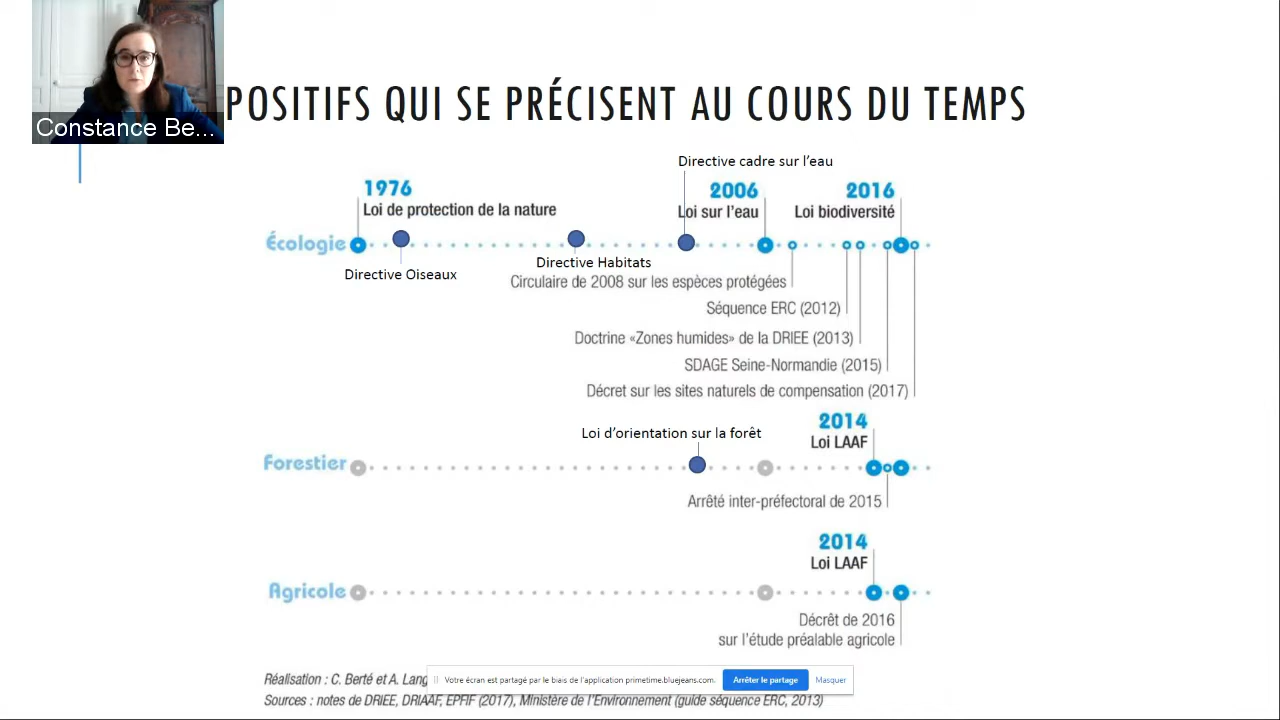 Constance Be...
POSITIFS QUI SE PRÉCISENT AU COURS DU TEMPS
Directive cadre sur l'eau
1976
Loi de protection de la nature
2006
Loi sur l'eau
2016
Loi biodiversité
Écologie
Directive Oiseaux
Directive Habitats
Circulaire de 2008 sur les espèces protégées
Séquence ERC (2012)
Doctrine «Zones humides» de la DRIEE (2013)
SDAGE Seine-Normandie (2015)
Décret sur les sites naturels de compensation (2017)
2014
Loi LAAF
Loi d'orientation sur la forêt
Forestier
Arrêté inter-préfectoral de 2015
2014
Loi LAAF
Agricole
Décrêt de 2016
sur l'étude préalable agricole
Réalisation : C. Berté et A. Lang
Votre écran est partagé par le biais de l'application primetime.bluejeans.com.
Arrêter le partage
Masquer
Sources : notes de DRIEE, DRIAAF, EPFIF (2017), Ministère de l'Environnement (guide séquence ERC, 2013)